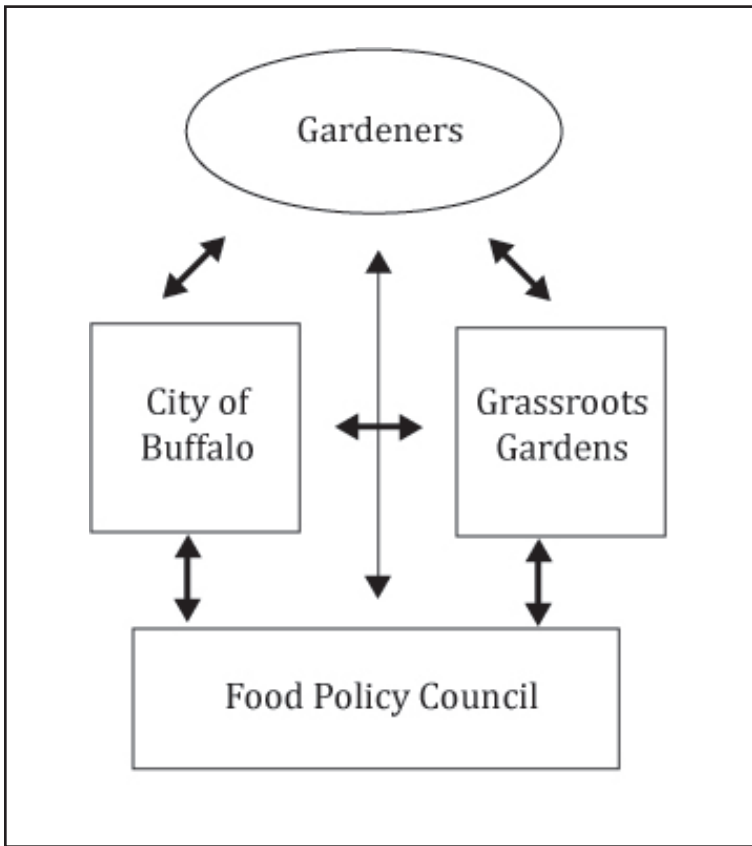 Gardeners
City of
Buffalo
Grassroots
Gardens
Food Policy Council